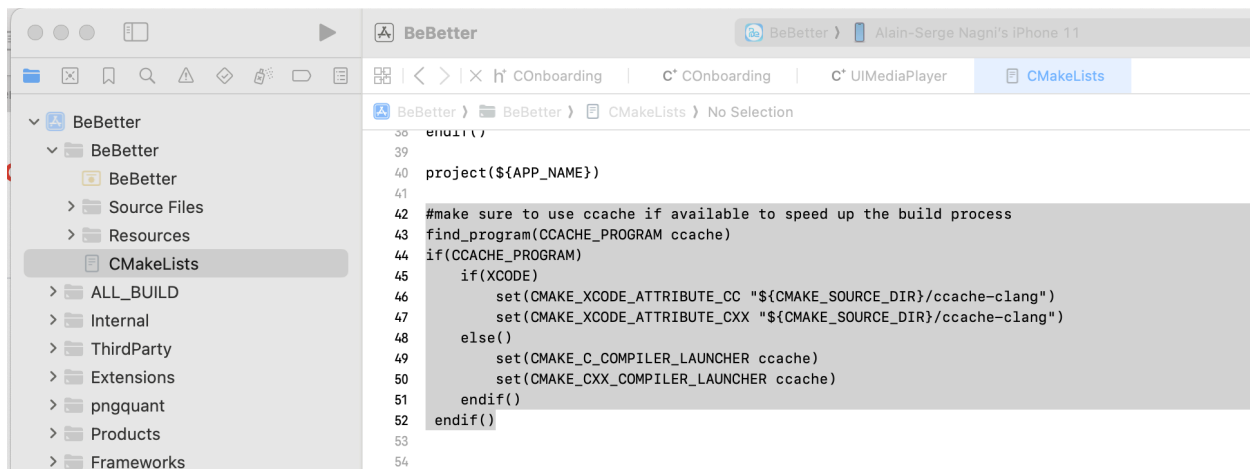 BeBetter
BeBetter ⟩ Alain-Serge Nagni's iPhone 11
COnboarding
COnboarding
UIMediaPlayer
CMakeLists
BeBetter ⟩ BeBetter ⟩ CMakeLists ⟩ No Selection
BeBetter
BeBetter
BeBetter
Source Files
Resources
CMakeLists
ALL_BUILD
Internal
ThirdParty
Extensions
pngquant
Products
Frameworks
38 endif()
39
40 project(${APP_NAME})
41
42 #make sure to use ccache if available to speed up the build process
43 find_program(CCACHE_PROGRAM ccache)
44 if(CCACHE_PROGRAM)
45 if(XCODE)
46 set(CMAKE_XCODE_ATTRIBUTE_CC "${CMAKE_SOURCE_DIR}/ccache-clang")
47 set(CMAKE_XCODE_ATTRIBUTE_CXX "${CMAKE_SOURCE_DIR}/ccache-clang")
48 else()
49 set(CMAKE_C_COMPILER_LAUNCHER ccache)
50 set(CMAKE_CXX_COMPILER_LAUNCHER ccache)
51 endif()
52 endif()
53
54